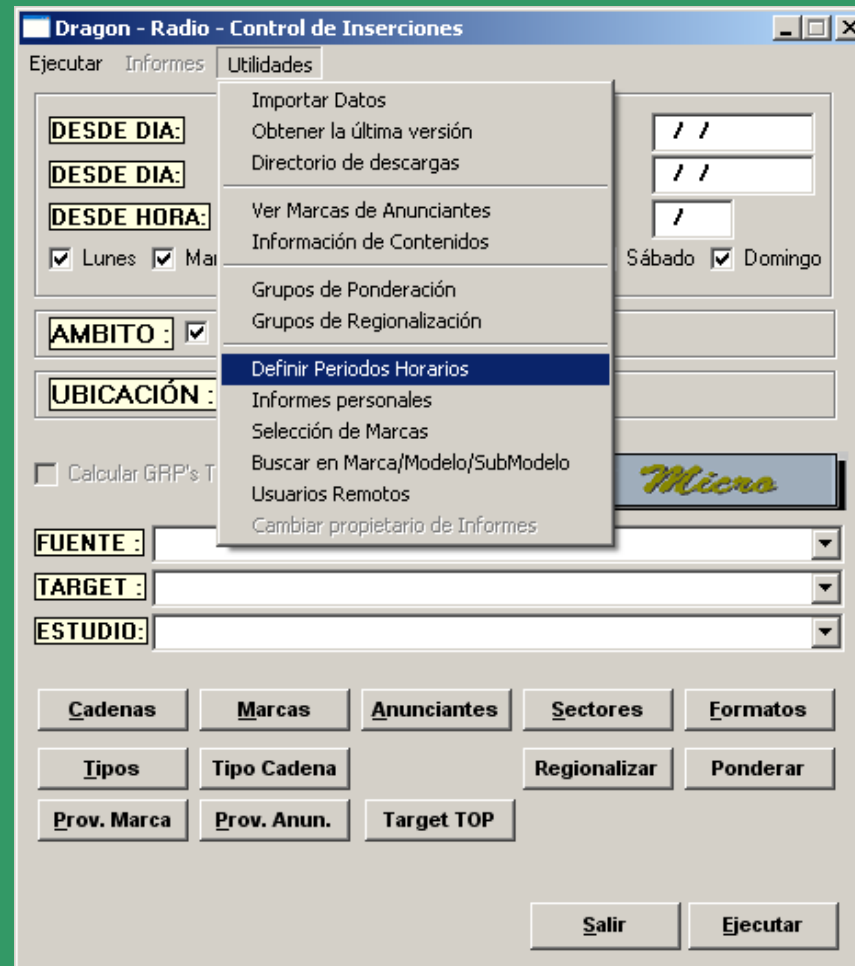 Dragon - Radio - Control de Inserciones
Ejecutar Informes Utilidades
Importar Datos
Obtener la última versión
Directorio de descargas
Ver Marcas de Anunciantes
Información de Contenidos
Grupos de Ponderación
Grupos de Regionalización
Definir Periodos Horarios
Informes personales
Selección de Marcas
Buscar en Marca/Modelo/SubModelo
Usuarios Remotos
Cambiar propietario de Informes
DESDE DIA: / /
DESDE DIA: / /
DESDE HORA: /
Lunes Mar Sábado Domingo
AMBITO :
UBICACIÓN :
Calcular GRP's T Micro
FUENTE :
TARGET :
ESTUDIO:
Cadenas Marcas Anunciantes Sectores Formatos
Tipos Tipo Cadena Regionalizar Ponderar
Prov. Marca Prov. Anun. Target TOP
Salir Ejecutar